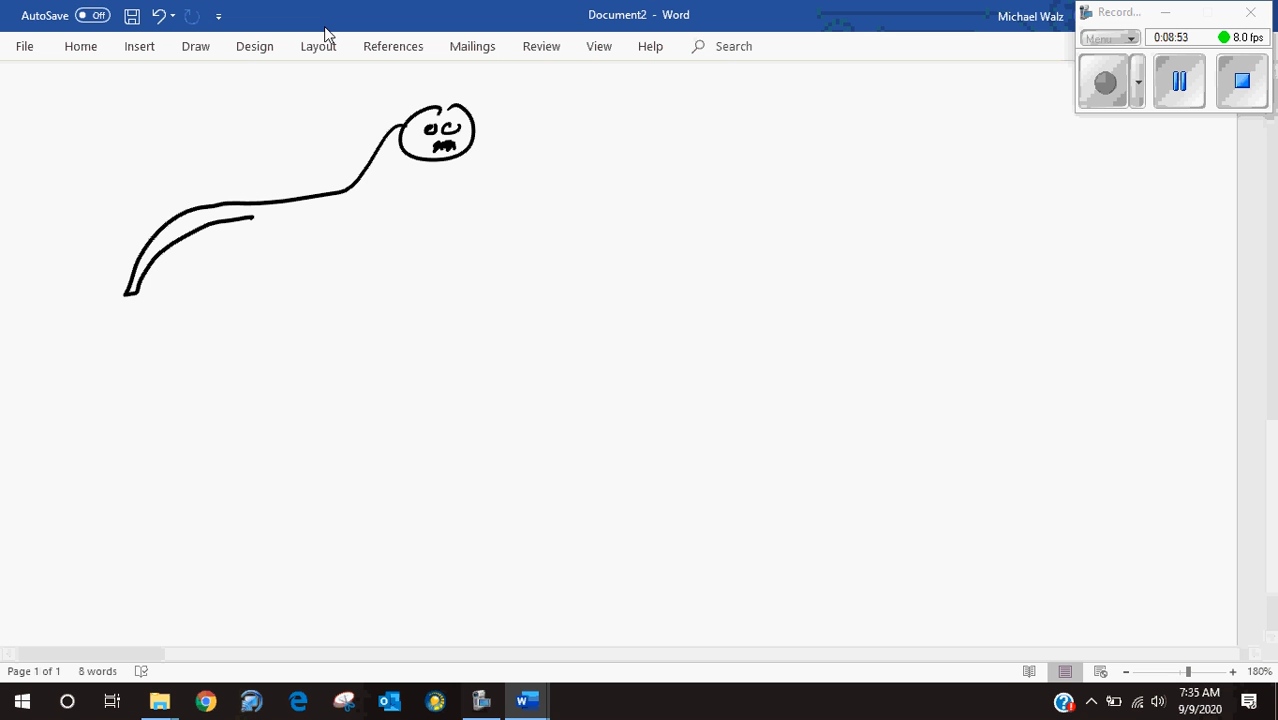 AutoSave Off Document2 - Word Michael Walz
Record...
File Home Insert Draw Design Layout References Mailings Review View Help Search
Menu 0:08:53 8.0 fps
Page 1 of 1 8 words 180%
7:35 AM
9/9/2020